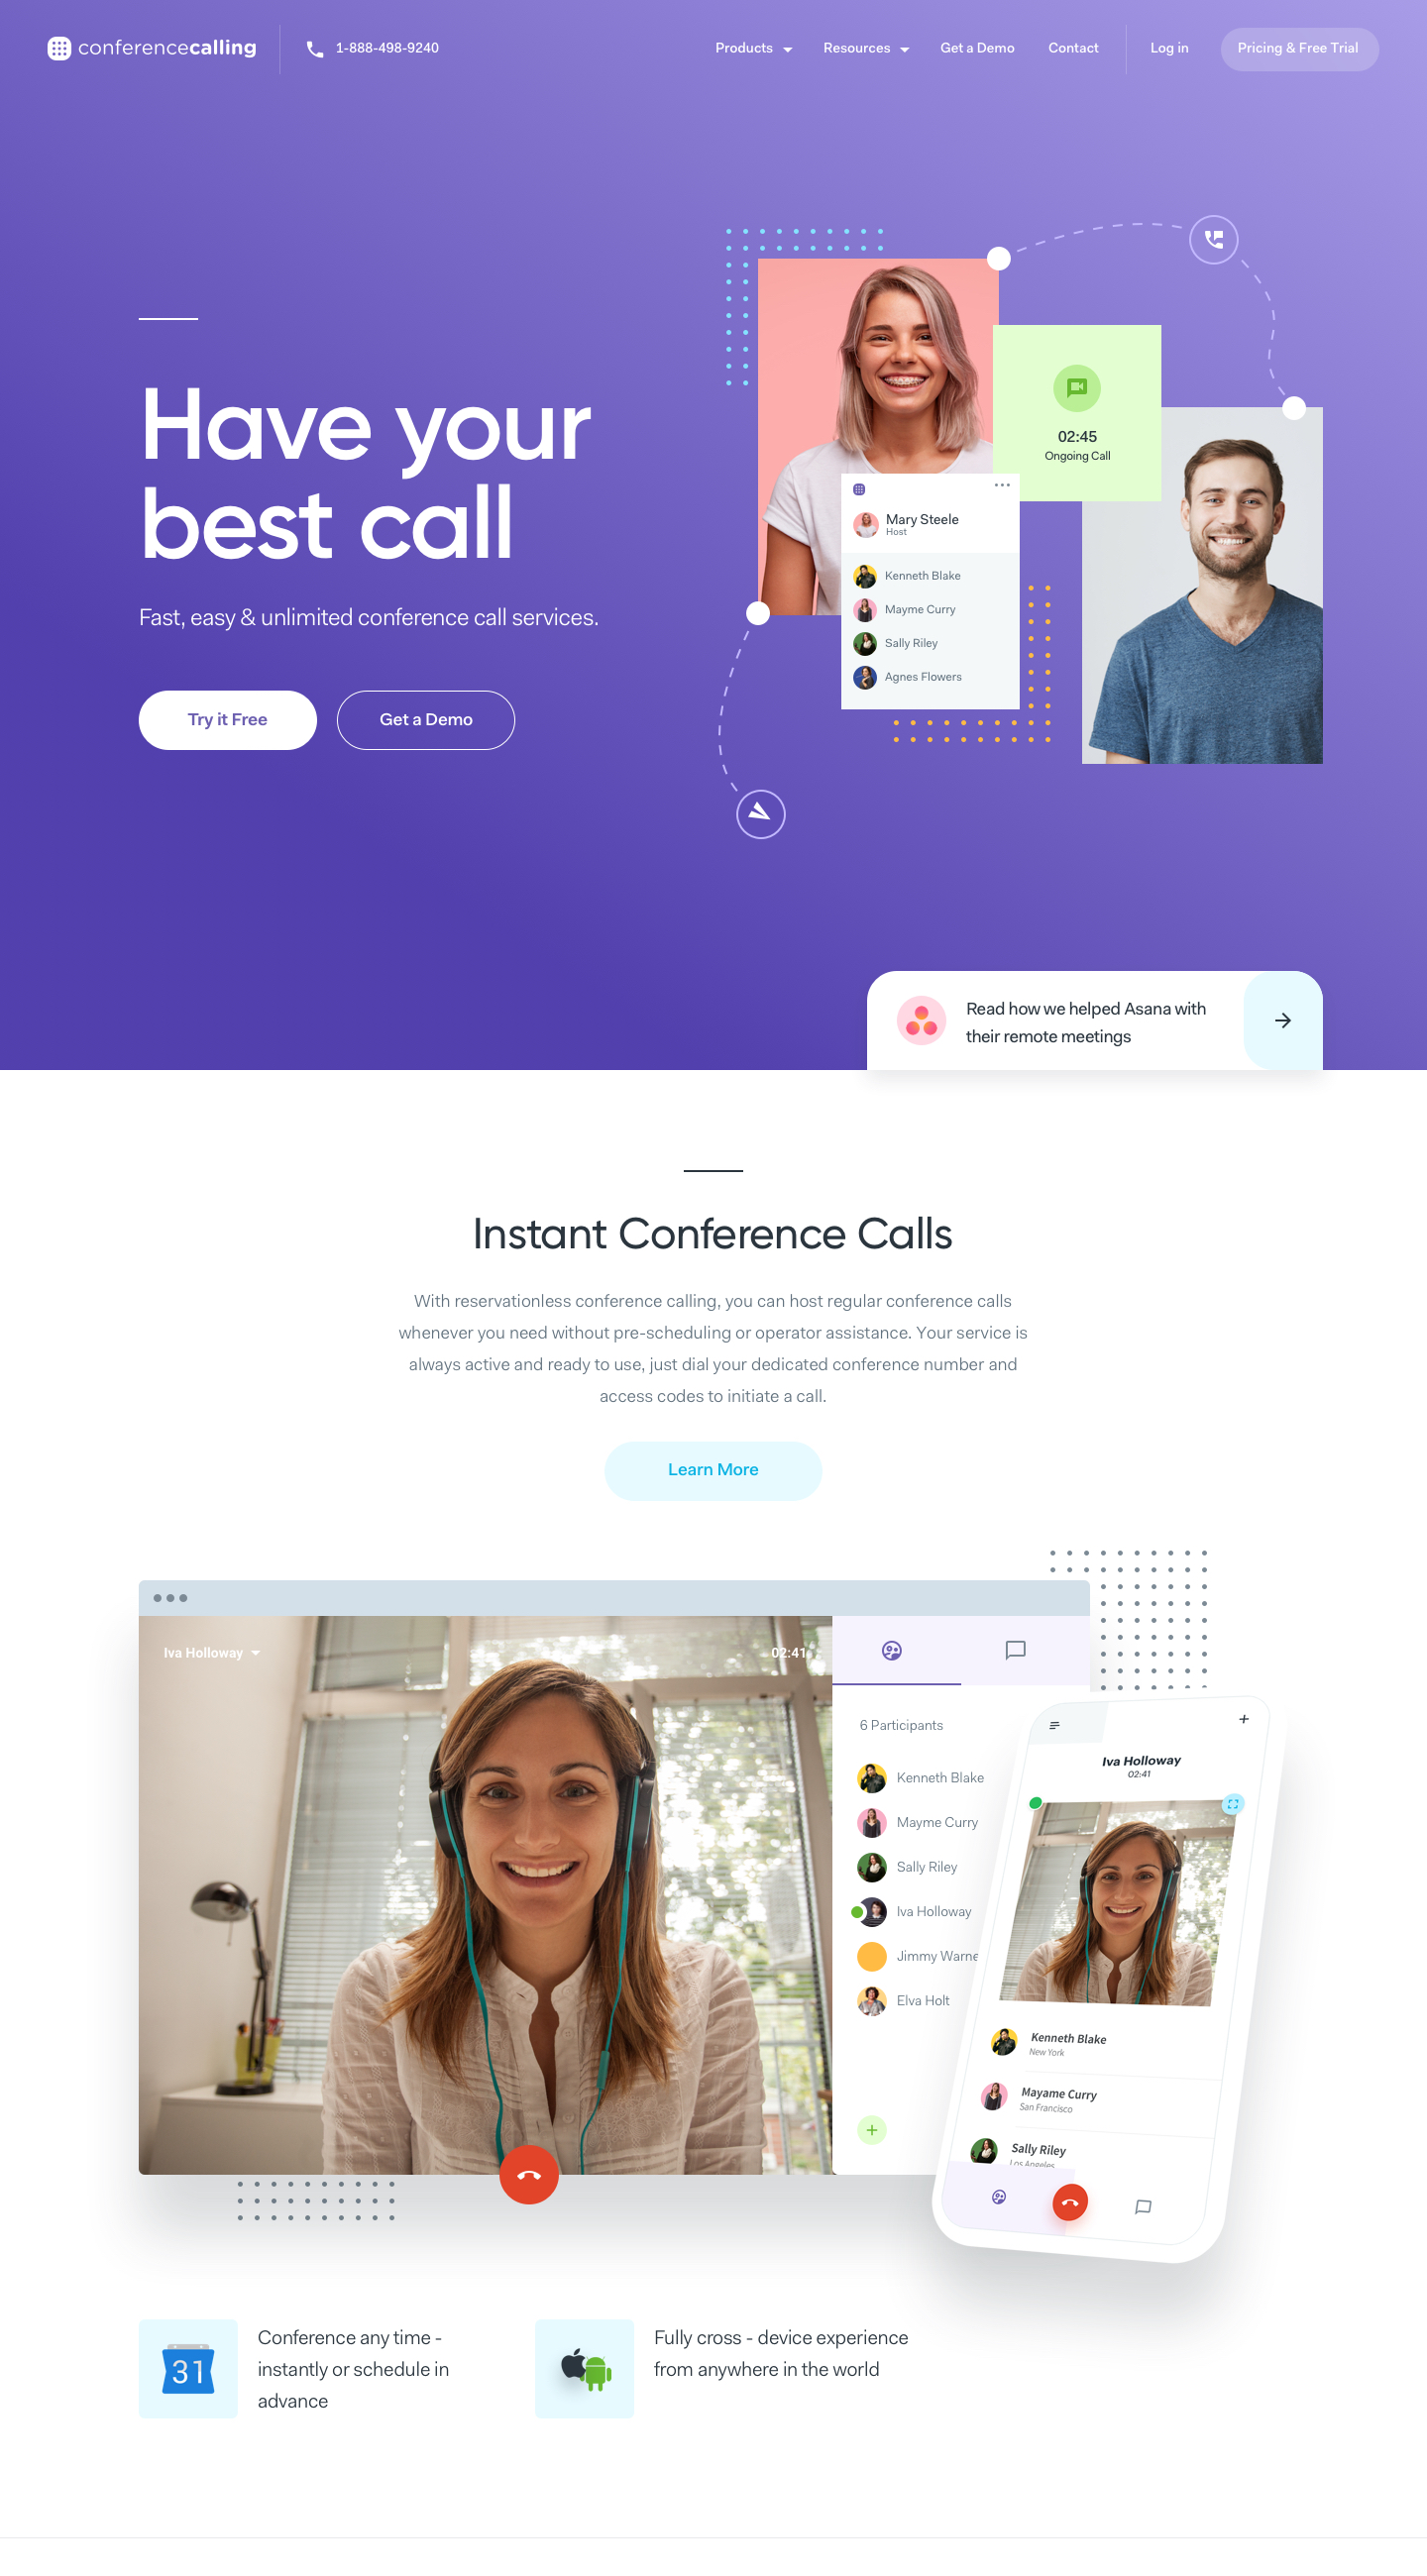 conferencecalling
1-888-498-9240
Products
Resources
Get a Demo
Contact
Log in
Pricing & Free Trial
Have your
best call
Fast, easy & unlimited conference call services.
Try it Free
Get a Demo
02:45
Ongoing Call
Mary Steele
Host
Kenneth Blake
Mayme Curry
Sally Riley
Agnes Flowers
Read how we helped Asana with
their remote meetings
Instant Conference Calls
With reservationless conference calling, you can host regular conference calls
whenever you need without pre-scheduling or operator assistance. Your service is
always active and ready to use, just dial your dedicated conference number and
access codes to initiate a call.
Learn More
Iva Holloway
02:41
6 Participants
Kenneth Blake
Mayme Curry
Sally Riley
Iva Holloway
Jimmy Warne
Elva Holt
Iva Holloway
02:41
Kenneth Blake
New York
Mayame Curry
San Francisco
Sally Riley
Los Angeles
31
Conference any time -
instantly or schedule in
advance
Fully cross - device experience
from anywhere in the world